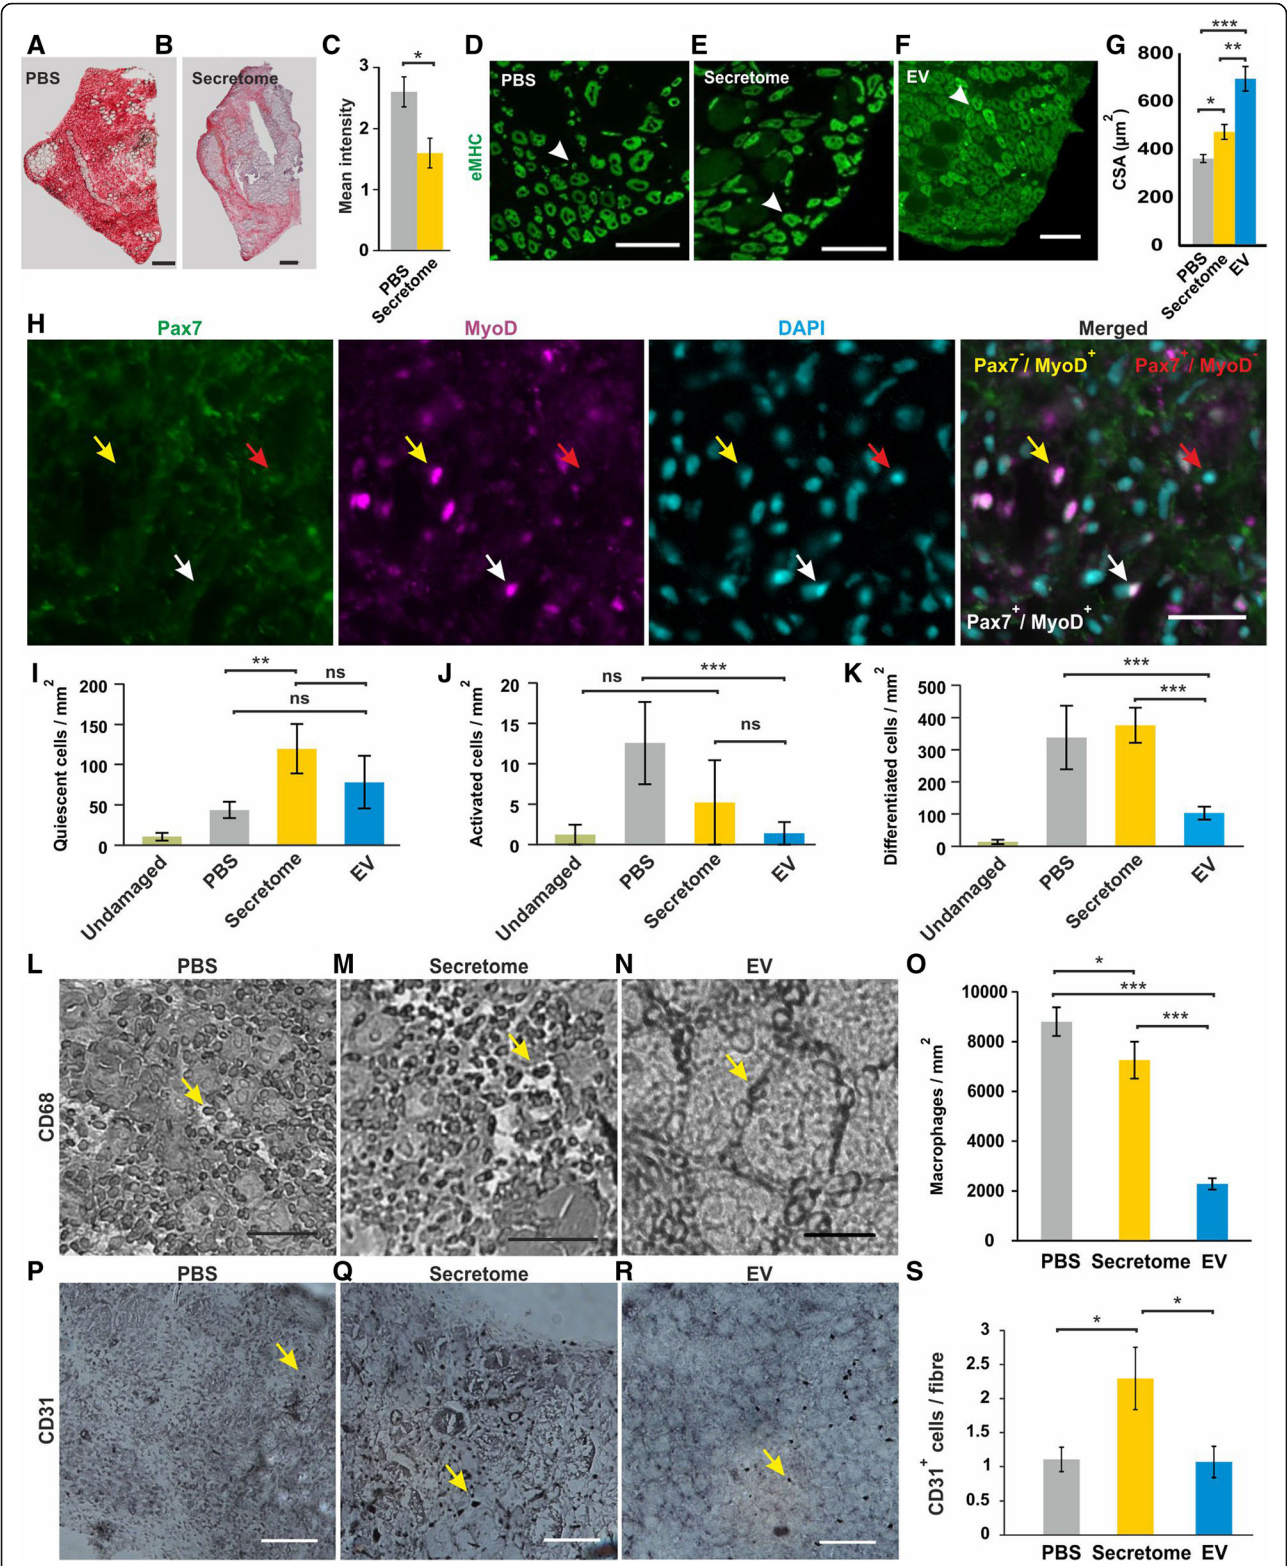 A B C D E F G
PBS
Secretome
Mean intensity
3
2
1
0
*
PBS
Secretome
eMHC
PBS
Secretome
EV
CSA (µm²)
800
600
400
200
0
***
**
*
PBS
Secretome
EV
H
Pax7 MyoD DAPI Merged
Pax7⁻/ MyoD⁺
Pax7⁺/ MyoD⁻
Pax7⁺/ MyoD⁺
I
Quiescent cells / mm²
200
150
100
50
0
**
ns
ns
Undamaged
PBS
Secretome
EV
J
Activated cells / mm²
20
15
10
5
0
ns
***
ns
Undamaged
PBS
Secretome
EV
K
Differentiated cells / mm²
500
400
300
200
100
0
***
***
Undamaged
PBS
Secretome
EV
L PBS
M Secretome
N EV
CD68
O
Macrophages / mm²
10000
8000
6000
4000
2000
0
*
***
***
PBS Secretome EV
P PBS
Q Secretome
R EV
CD31
S
CD31⁺ cells / fibre
3
2.5
2
1.5
1
0.5
0
*
*
PBS Secretome EV